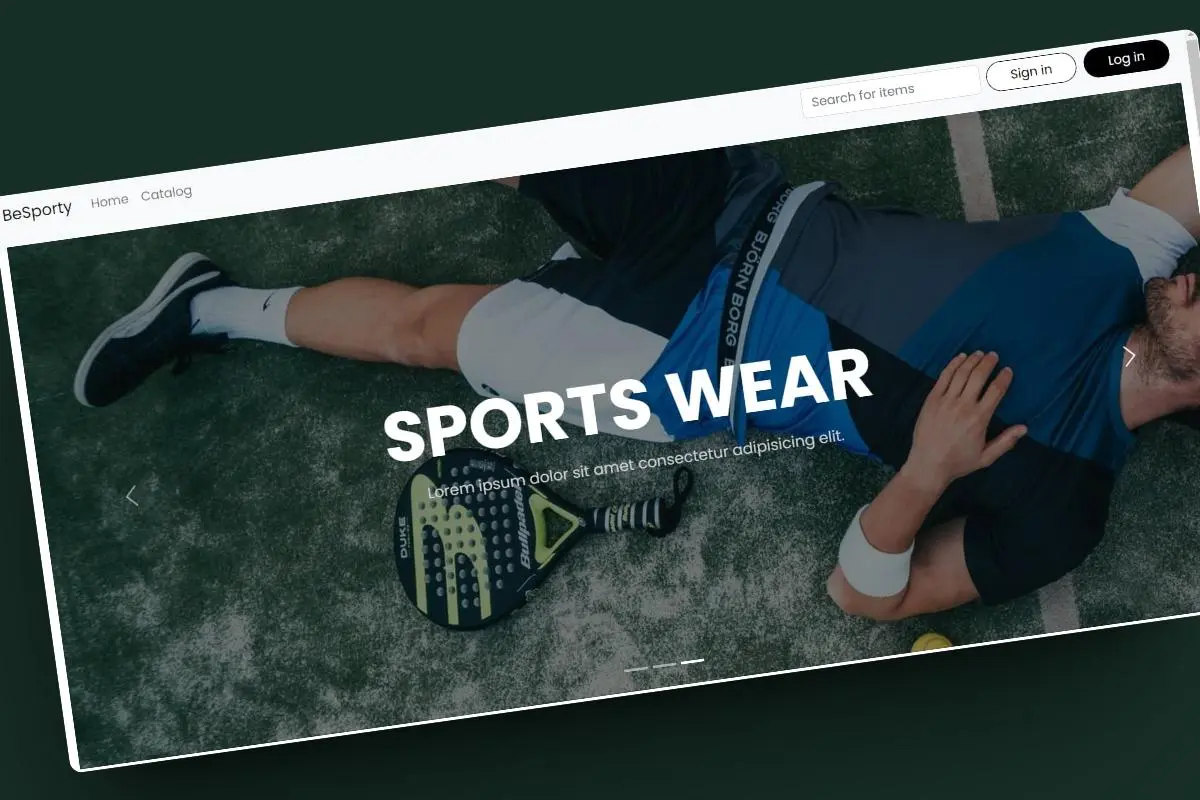 BeSporty
Home
Catalog
Search for items
Sign in
Log in
BJÖRN BORG
SPORTS WEAR
Lorem ipsum dolor sit amet consectetur adipisicing elit.
DUKE
Bullpadel